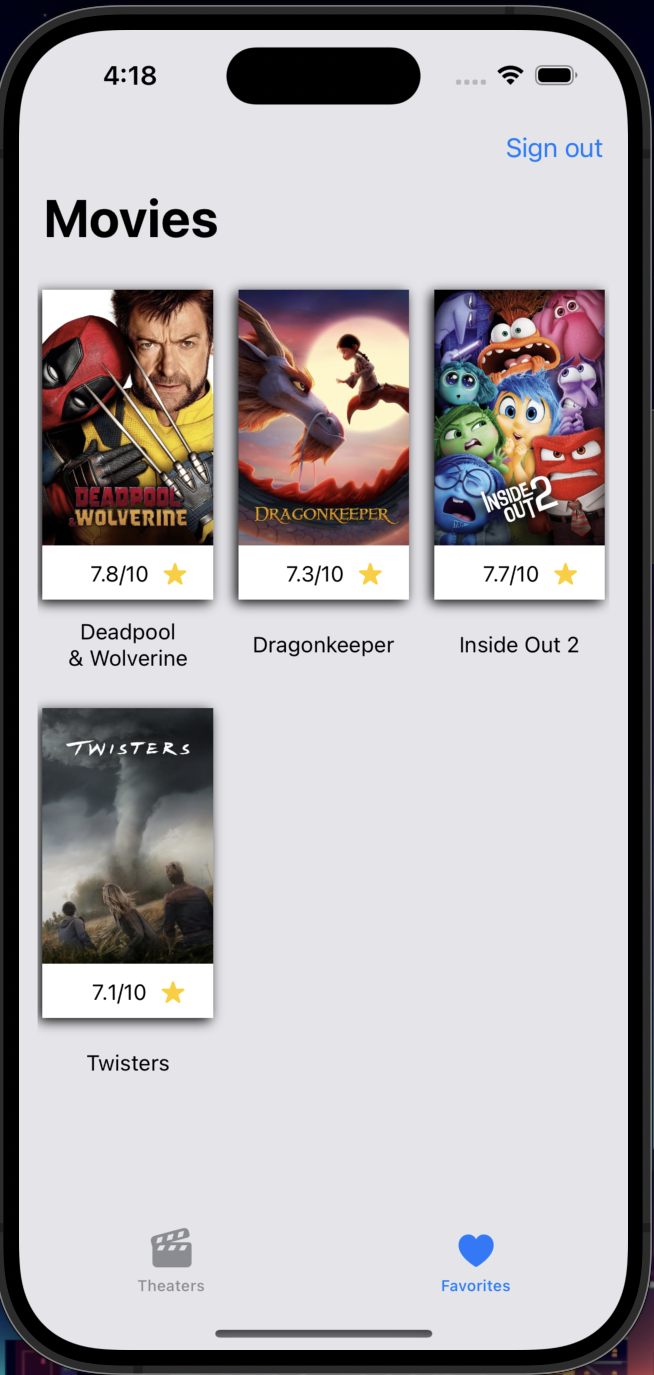 4:18
Sign out
Movies
DEADPOOL
& WOLVERINE
DRAGONKEEPER
INSIDE
OUT 2
7.8/10
7.3/10
7.7/10
Deadpool
& Wolverine
Dragonkeeper
Inside Out 2
TWISTERS
7.1/10
Twisters
Theaters
Favorites